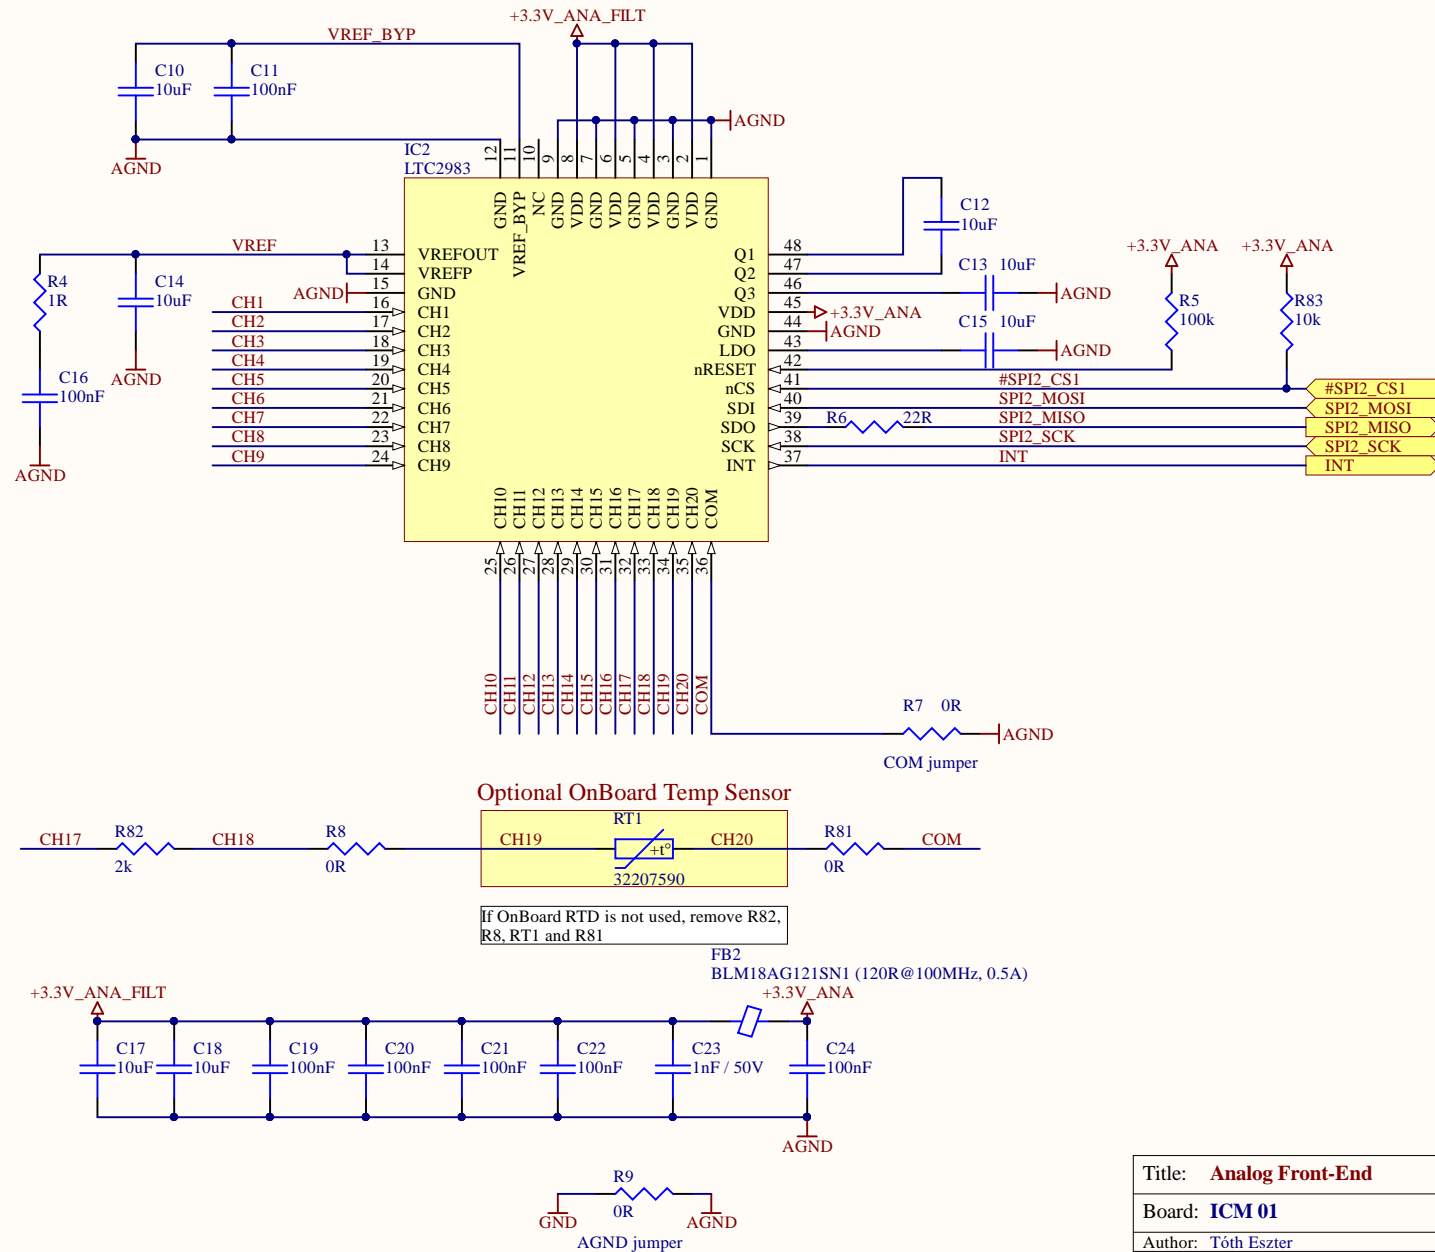 +3.3V_ANA_FILT
VREF_BYP
C10
10uF
C11
100nF
AGND
AGND
IC2
LTC2983
12
11
10
9
8
7
6
5
4
3
2
1
GND
VREF_BYP
NC
GND
VDD
GND
VDD
GND
VDD
GND
VDD
GND
C12
10uF
VREF
13
VREFOUT
14
VREFP
15
GND
AGND
16
CH1
17
CH2
18
CH3
19
CH4
20
CH5
21
CH6
22
CH7
23
CH8
24
CH9
CH1
CH2
CH3
CH4
CH5
CH6
CH7
CH8
CH9
R4
1R
C14
10uF
AGND
C16
100nF
AGND
Q1
48
Q2
47
Q3
46
VDD
45
GND
44
LDO
43
nRESET
42
nCS
41
SDI
40
SDO
39
SCK
38
INT
37
C13 10uF
AGND
+3.3V_ANA
AGND
C15 10uF
AGND
+3.3V_ANA
+3.3V_ANA
R5
100k
R83
10k
#SPI2_CS1
SPI2_MOSI
R6
22R
SPI2_MISO
SPI2_SCK
INT
#SPI2_CS1
SPI2_MOSI
SPI2_MISO
SPI2_SCK
INT
CH10
CH11
CH12
CH13
CH14
CH15
CH16
CH17
CH18
CH19
CH20
COM
25
26
27
28
29
30
31
32
33
34
35
36
CH10
CH11
CH12
CH13
CH14
CH15
CH16
CH17
CH18
CH19
CH20
COM
R7 0R
AGND
COM jumper
Optional OnBoard Temp Sensor
CH17
R82
2k
CH18
R8
0R
CH19
RT1
+t°
32207590
CH20
R81
0R
COM
If OnBoard RTD is not used, remove R82,
R8, RT1 and R81
FB2
BLM18AG121SN1 (120R@100MHz, 0.5A)
+3.3V_ANA_FILT
+3.3V_ANA
C17
10uF
C18
10uF
C19
100nF
C20
100nF
C21
100nF
C22
100nF
C23
1nF / 50V
C24
100nF
AGND
R9
0R
GND
AGND
AGND jumper
Title: Analog Front-End
Board: ICM 01
Author: Tóth Eszter